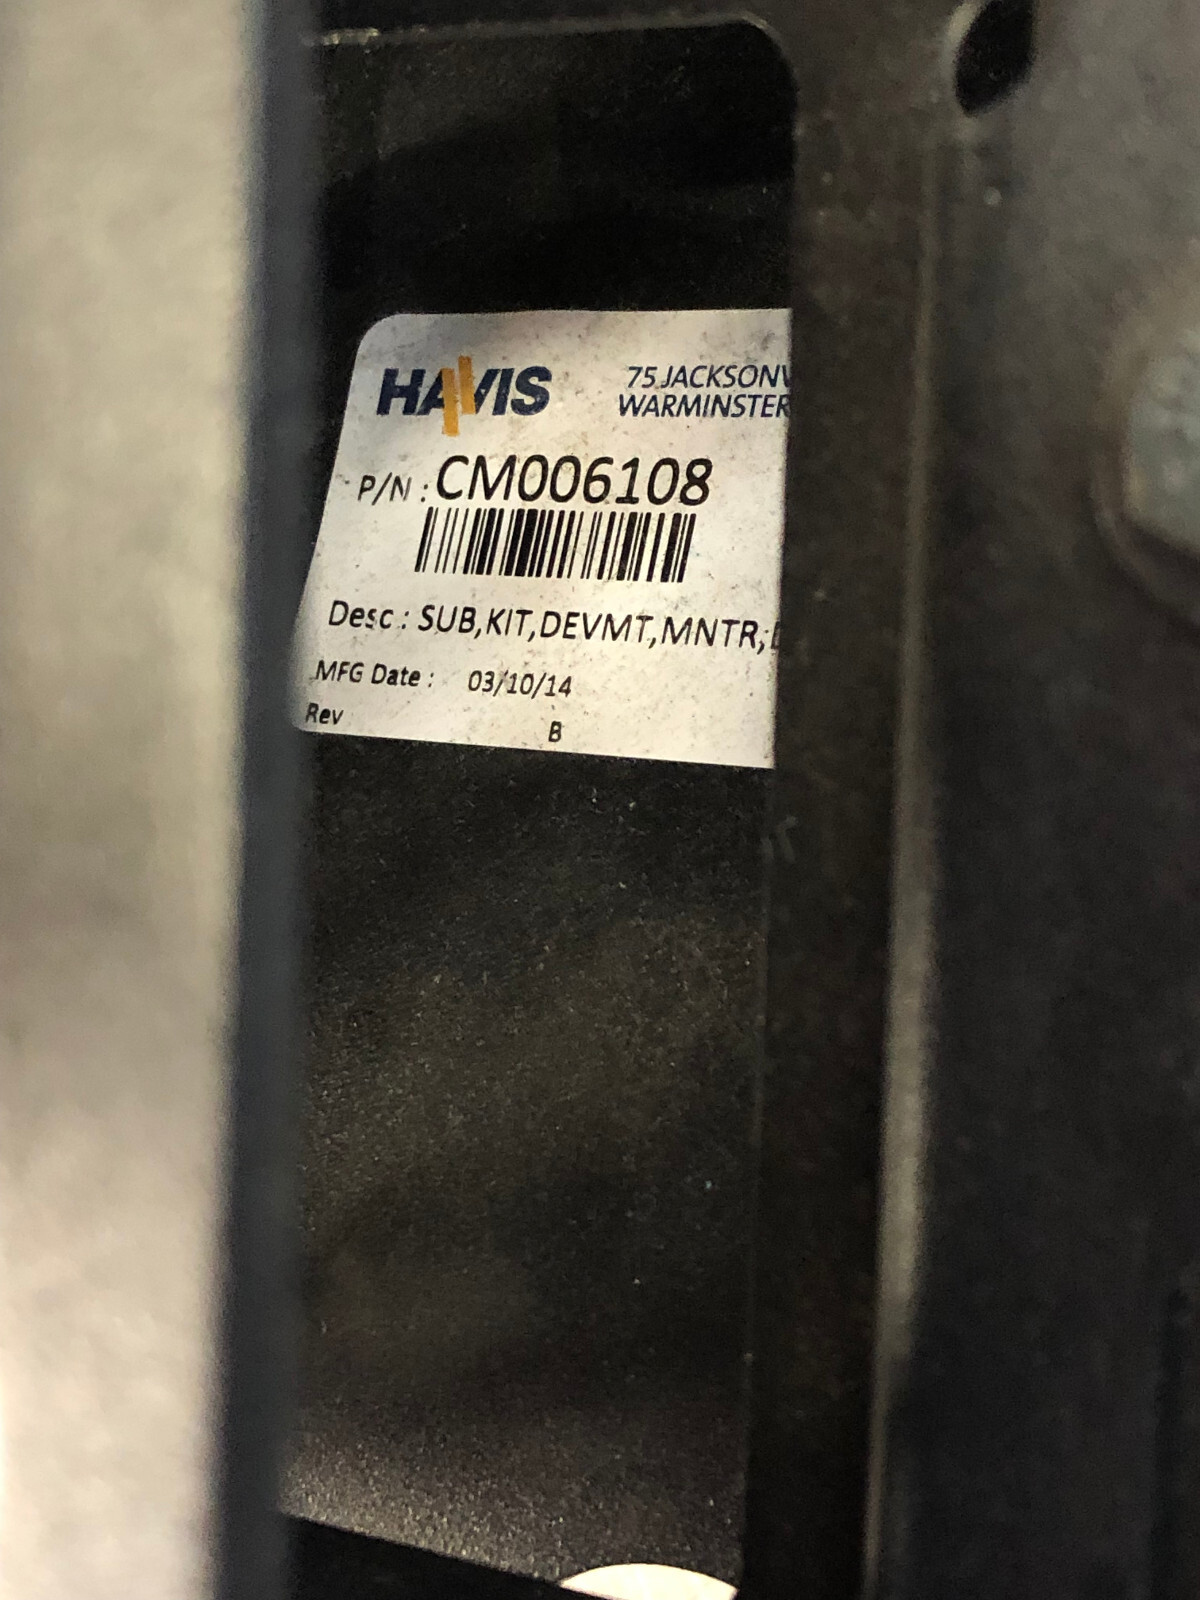 HAVIS
75 JACKSONV
WARMINSTER
P/N : CM006108
Desc.: SUB,KIT,DEVMT,MNTR,
MFG Date : 03/10/14
Rev B